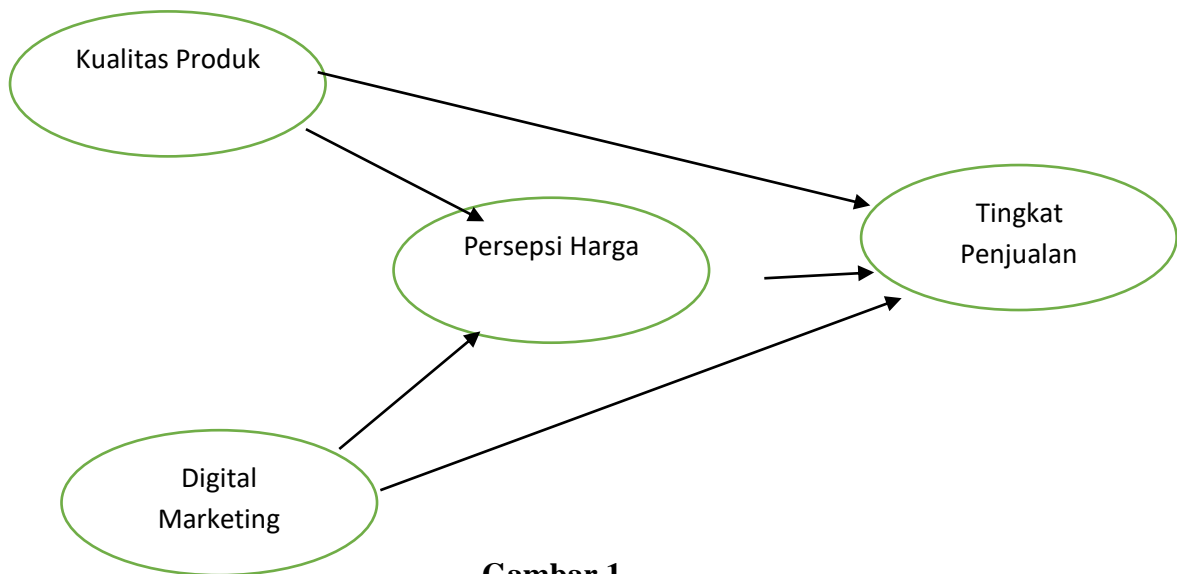 Kualitas Produk
Persepsi Harga
Tingkat
Penjualan
Digital
Marketing
Gambar 1